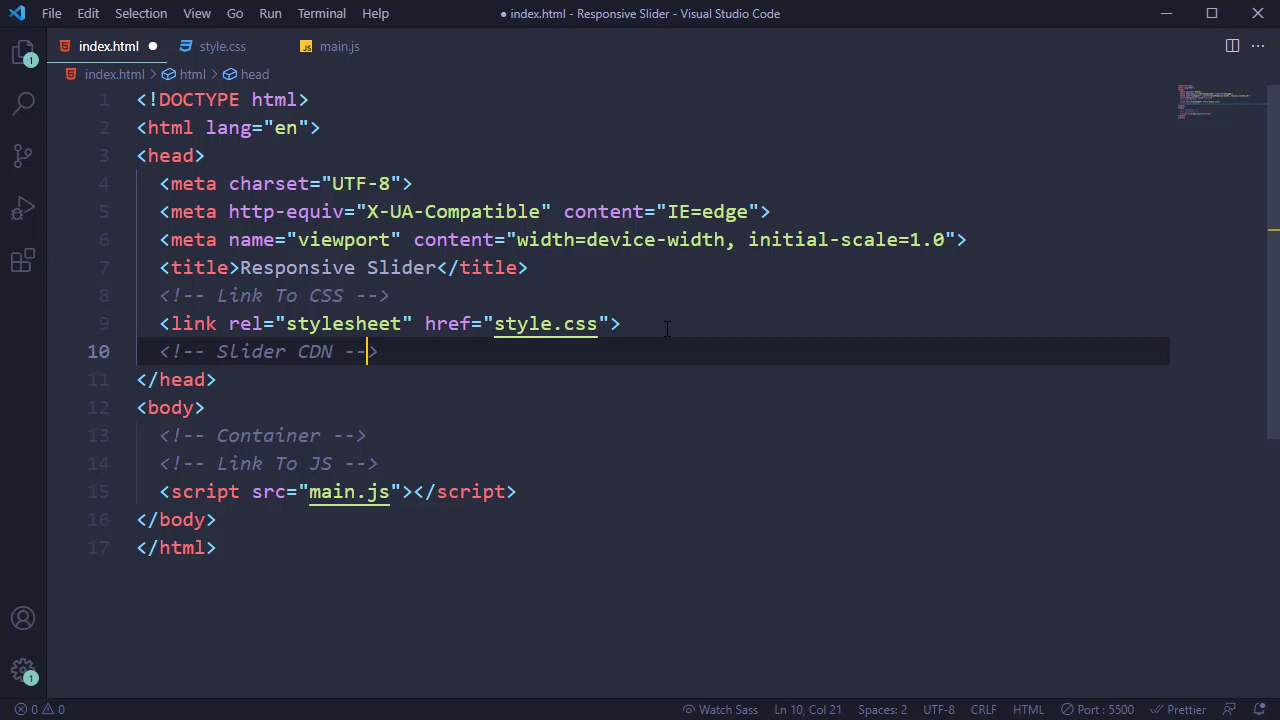 File Edit Selection View Go Run Terminal Help ● index.html - Responsive Slider - Visual Studio Code
index.html ● style.css JS main.js
index.html > html > head
1 <!DOCTYPE html>
2 <html lang="en">
3 <head>
4 <meta charset="UTF-8">
5 <meta http-equiv="X-UA-Compatible" content="IE=edge">
6 <meta name="viewport" content="width=device-width, initial-scale=1.0">
7 <title>Responsive Slider</title>
8 <!-- Link To CSS -->
9 <link rel="stylesheet" href="style.css">
10 <!-- Slider CDN -->
11 </head>
12 <body>
13 <!-- Container -->
14 <!-- Link To JS -->
15 <script src="main.js"></script>
16 </body>
17 </html>
1
1
0 0 Watch Sass Ln 10, Col 21 Spaces: 2 UTF-8 CRLF HTML Port : 5500 Prettier